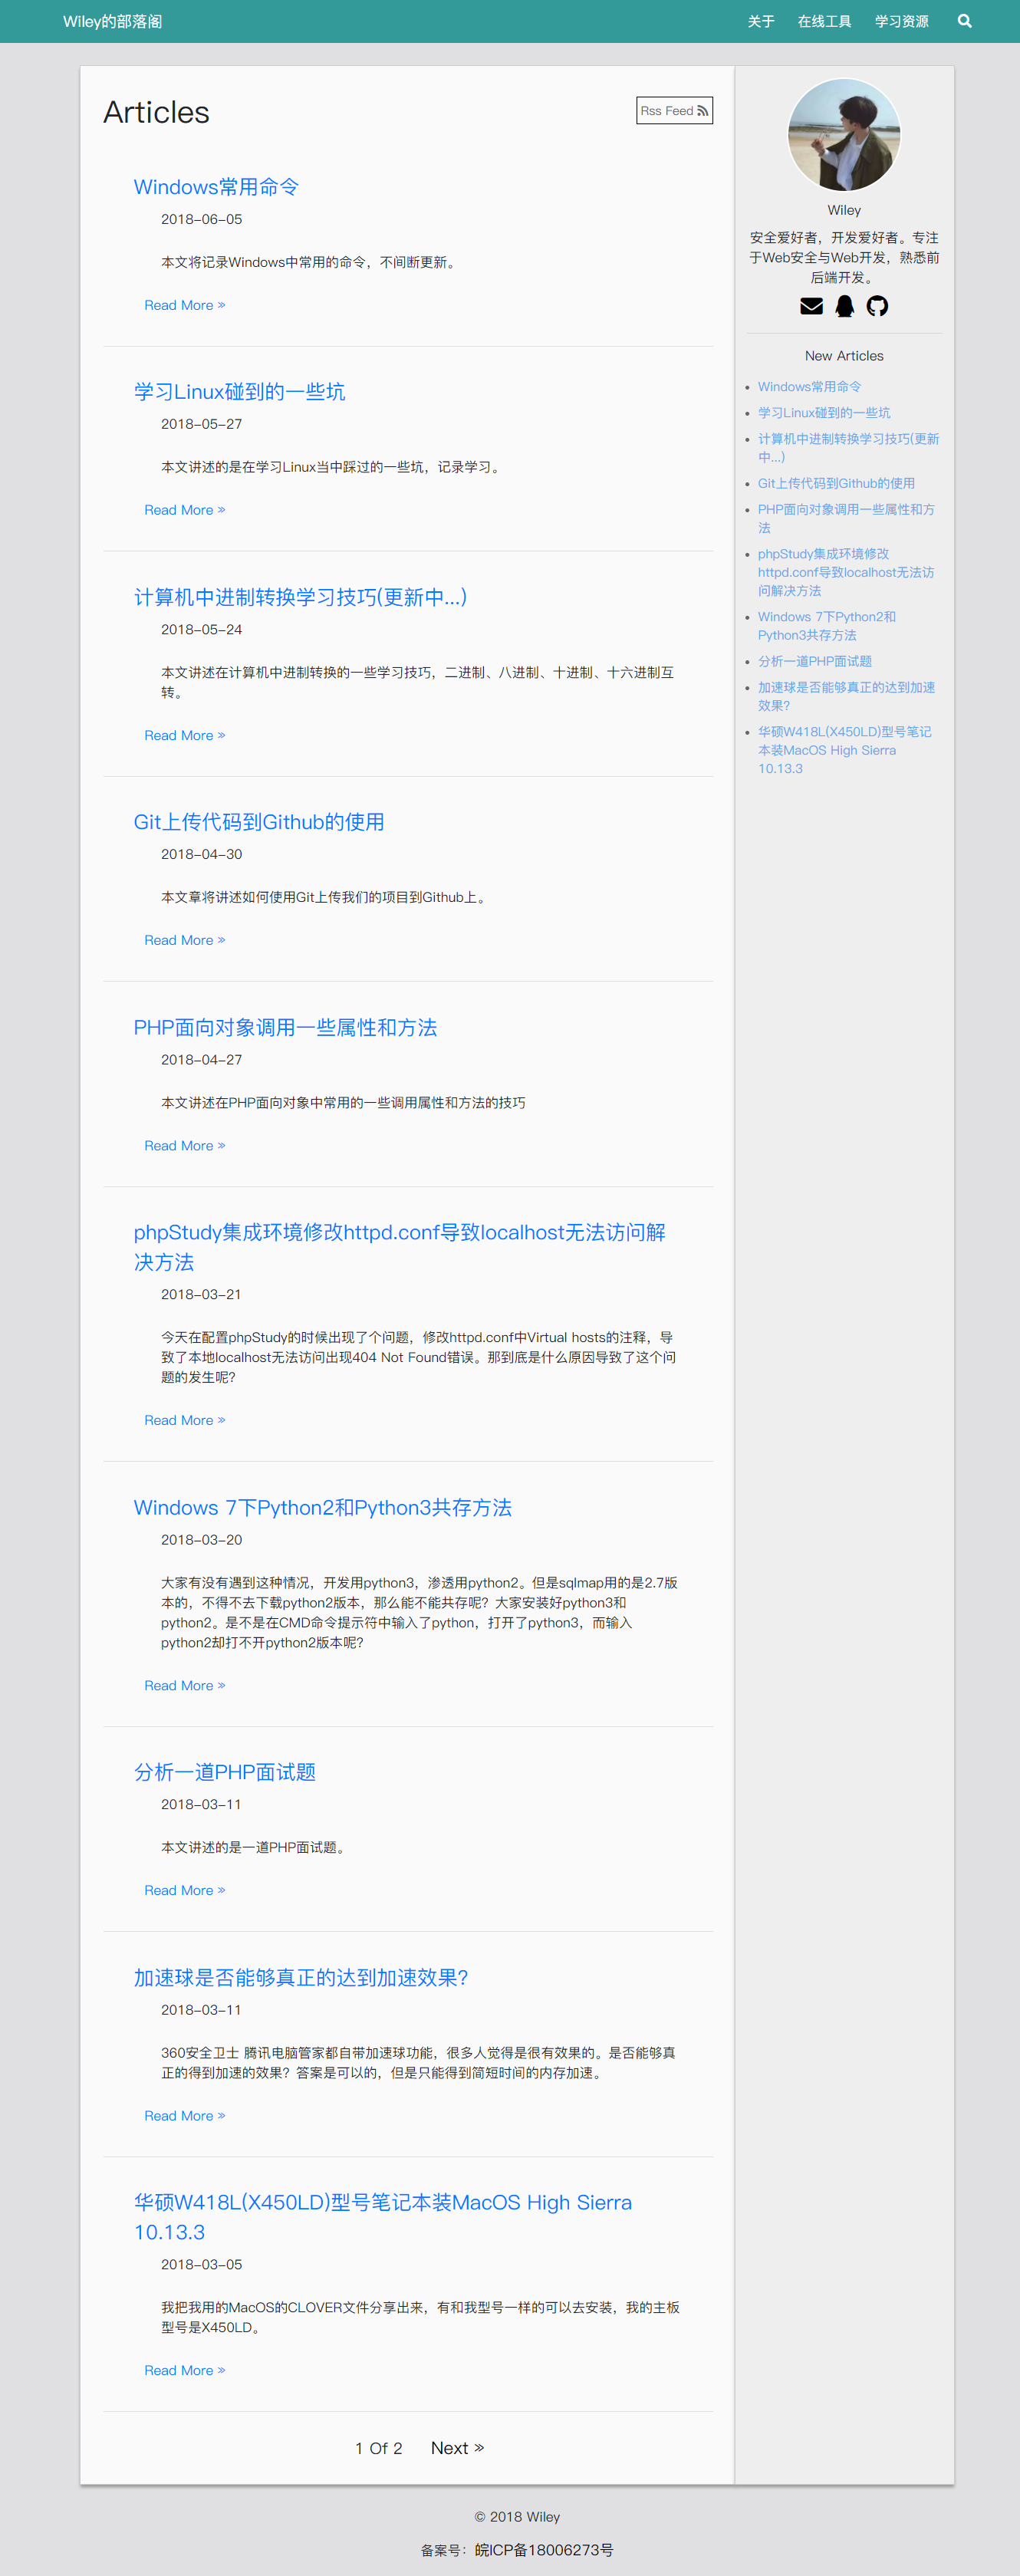 Wiley的部落阁
关于 在线工具 学习资源
Articles
Rss Feed
Windows常用命令
2018-06-05
本文将记录Windows中常用的命令，不间断更新。
Read More »
学习Linux碰到的一些坑
2018-05-27
本文讲述的是在学习Linux当中踩过的一些坑，记录学习。
Read More »
计算机中进制转换学习技巧(更新中...)
2018-05-24
本文讲述在计算机中进制转换的一些学习技巧，二进制、八进制、十进制、十六进制互
转。
Read More »
Git上传代码到Github的使用
2018-04-30
本文章将讲述如何使用Git上传我们的项目到Github上。
Read More »
PHP面向对象调用一些属性和方法
2018-04-27
本文讲述在PHP面向对象中常用的一些调用属性和方法的技巧
Read More »
phpStudy集成环境修改httpd.conf导致localhost无法访问解
决方法
2018-03-21
今天在配置phpStudy的时候出现了个问题，修改httpd.conf中Virtual hosts的注释，导
致了本地localhost无法访问出现404 Not Found错误。那到底是什么原因导致了这个问
题的发生呢？
Read More »
Windows 7下Python2和Python3共存方法
2018-03-20
大家有没有遇到这种情况，开发用python3，渗透用python2。但是sqlmap用的是2.7版
本的，不得不去下载python2版本，那么能不能共存呢？大家安装好python3和
python2。是不是在CMD命令提示符中输入了python，打开了python3，而输入
python2却打不开python2版本呢？
Read More »
分析一道PHP面试题
2018-03-11
本文讲述的是一道PHP面试题。
Read More »
加速球是否能够真正的达到加速效果？
2018-03-11
360安全卫士 腾讯电脑管家都自带加速球功能，很多人觉得是很有效果的。是否能够真
正的得到加速的效果？答案是可以的，但是只能得到简短时间的内存加速。
Read More »
华硕W418L(X450LD)型号笔记本装MacOS High Sierra
10.13.3
2018-03-05
我把我用的MacOS的CLOVER文件分享出来，有和我型号一样的可以去安装，我的主板
型号是X450LD。
Read More »
1 Of 2 Next »
Wiley
安全爱好者，开发爱好者。专注
于Web安全与Web开发，熟悉前
后端开发。
New Articles
Windows常用命令
学习Linux碰到的一些坑
计算机中进制转换学习技巧(更新
中...)
Git上传代码到Github的使用
PHP面向对象调用一些属性和方
法
phpStudy集成环境修改
httpd.conf导致localhost无法访
问解决方法
Windows 7下Python2和
Python3共存方法
分析一道PHP面试题
加速球是否能够真正的达到加速
效果？
华硕W418L(X450LD)型号笔记
本装MacOS High Sierra
10.13.3
© 2018 Wiley
备案号：皖ICP备18006273号